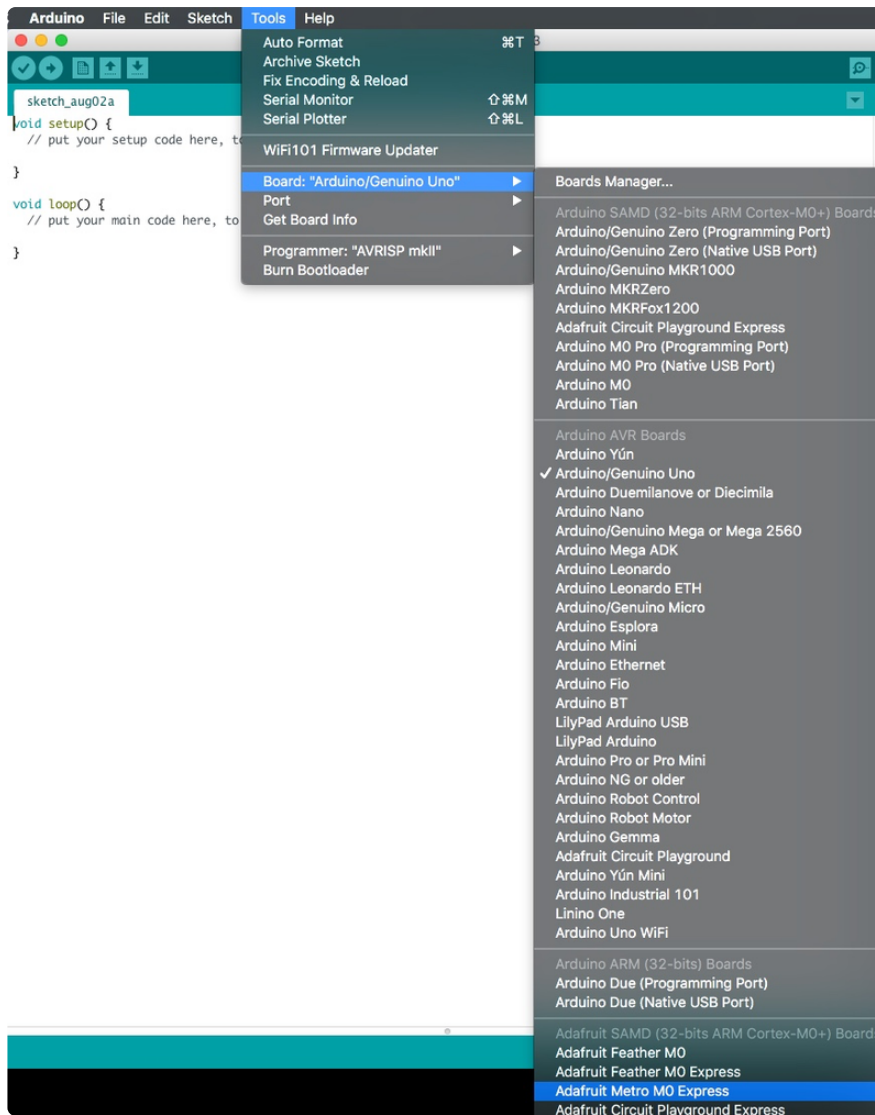 Arduino File Edit Sketch Tools Help
3
sketch_aug02a
void setup() {
// put your setup code here, to
}
void loop() {
// put your main code here, to
}
Auto Format ⌘T
Archive Sketch
Fix Encoding & Reload
Serial Monitor ⇧⌘M
Serial Plotter ⇧⌘L
WiFi101 Firmware Updater
Board: "Arduino/Genuino Uno"
Port
Get Board Info
Programmer: "AVRISP mkII"
Burn Bootloader
Boards Manager...
Arduino SAMD (32-bits ARM Cortex-M0+) Boards
Arduino/Genuino Zero (Programming Port)
Arduino/Genuino Zero (Native USB Port)
Arduino/Genuino MKR1000
Arduino MKRZero
Arduino MKRFox1200
Adafruit Circuit Playground Express
Arduino M0 Pro (Programming Port)
Arduino M0 Pro (Native USB Port)
Arduino M0
Arduino Tian
Arduino AVR Boards
Arduino Yún
✓ Arduino/Genuino Uno
Arduino Duemilanove or Diecimila
Arduino Nano
Arduino/Genuino Mega or Mega 2560
Arduino Mega ADK
Arduino Leonardo
Arduino Leonardo ETH
Arduino/Genuino Micro
Arduino Esplora
Arduino Mini
Arduino Ethernet
Arduino Fio
Arduino BT
LilyPad Arduino USB
LilyPad Arduino
Arduino Pro or Pro Mini
Arduino NG or older
Arduino Robot Control
Arduino Robot Motor
Arduino Gemma
Adafruit Circuit Playground
Arduino Yún Mini
Arduino Industrial 101
Linino One
Arduino Uno WiFi
Arduino ARM (32-bits) Boards
Arduino Due (Programming Port)
Arduino Due (Native USB Port)
Adafruit SAMD (32-bits ARM Cortex-M0+) Board
Adafruit Feather M0
Adafruit Feather M0 Express
Adafruit Metro M0 Express
Adafruit Circuit Playground Express